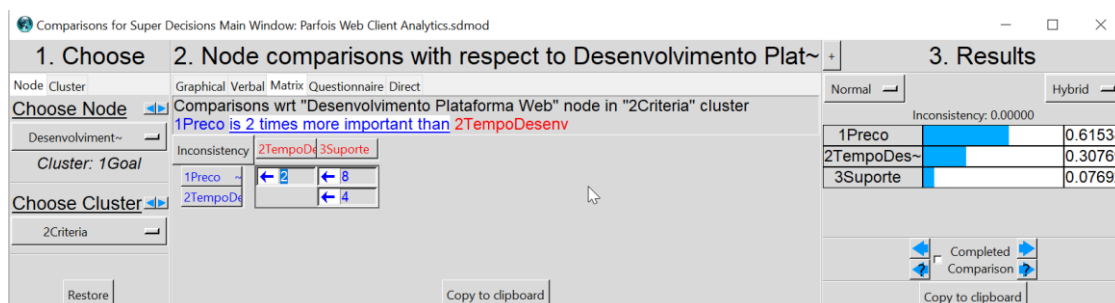 Comparisons for Super Decisions Main Window: Parfois Web Client Analytics.sdmod
1. Choose
Node Cluster
Choose Node
Desenvolviment~
Cluster: 1Goal
Choose Cluster
2Criteria
Restore
2. Node comparisons with respect to Desenvolvimento Plat~
Graphical Verbal Matrix Questionnaire Direct
Comparisons wrt "Desenvolvimento Plataforma Web" node in "2Criteria" cluster
1Preco is 2 times more important than 2TempoDesenv
Inconsistency 2TempoDe 3Suporte
1Preco ~ 2 8
2TempoDe 4
Copy to clipboard
+ 3. Results
Normal Hybrid
Inconsistency: 0.00000
1Preco 0.6153
2TempoDes~ 0.3076
3Suporte 0.0769
Completed
Comparison
Copy to clipboard